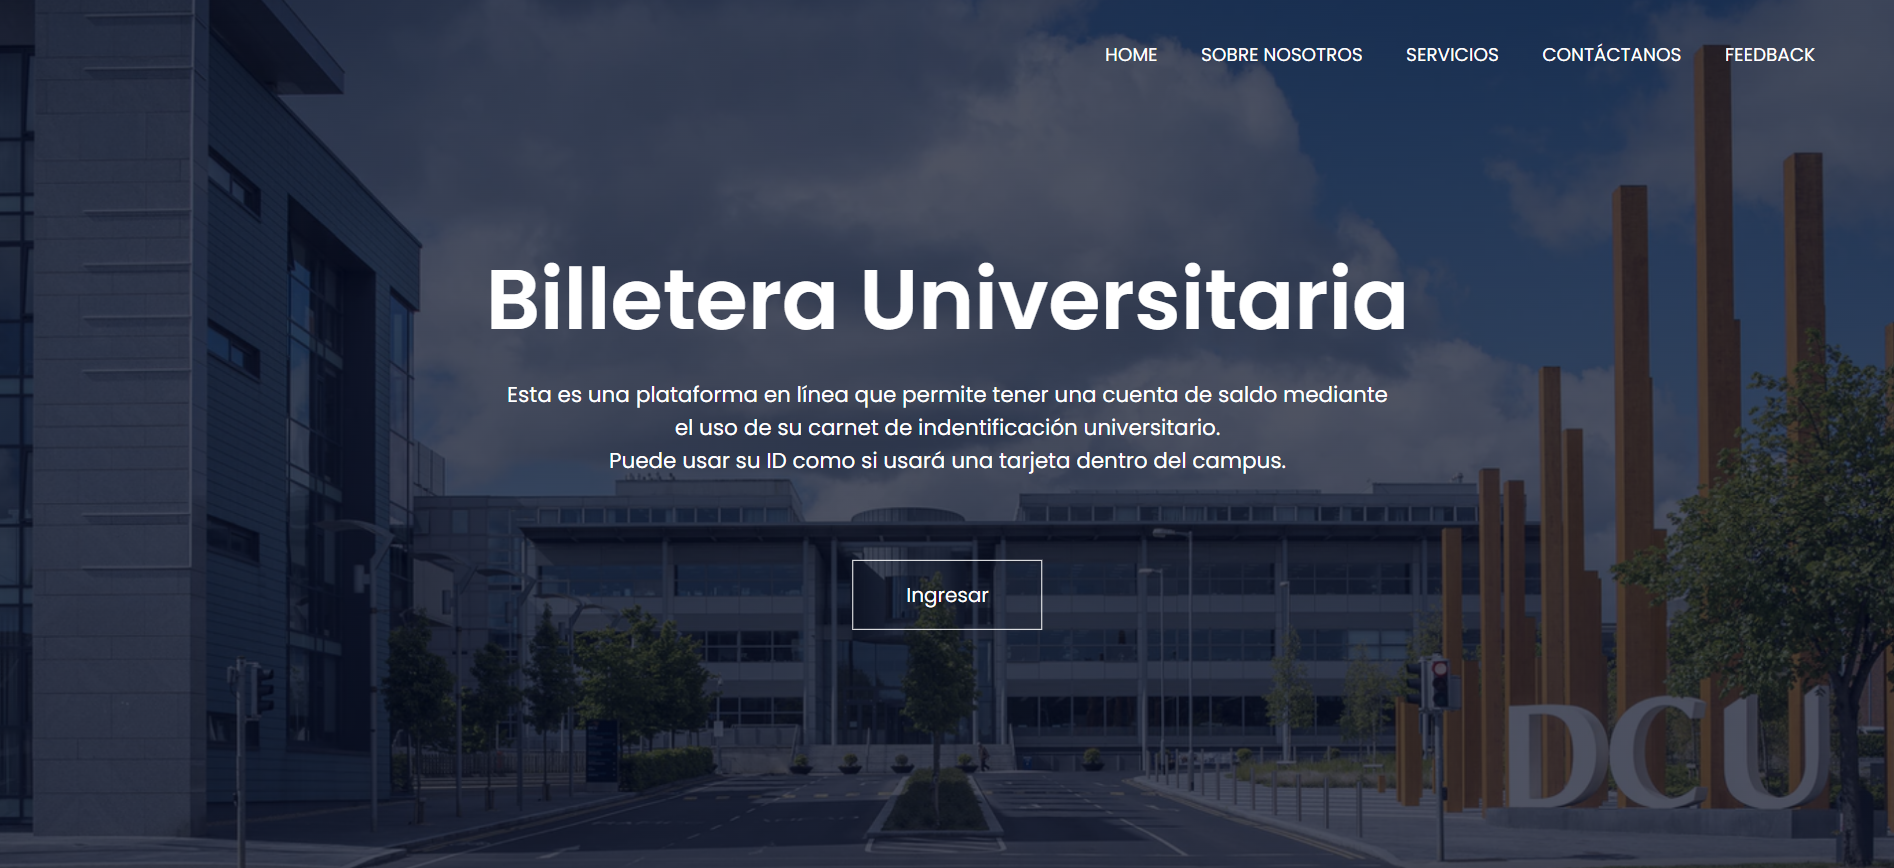 HOME SOBRE NOSOTROS SERVICIOS CONTÁCTANOS FEEDBACK
Billetera Universitaria
Esta es una plataforma en línea que permite tener una cuenta de saldo mediante
el uso de su carnet de indentificación universitario.
Puede usar su ID como si usará una tarjeta dentro del campus.
Ingresar
DCU